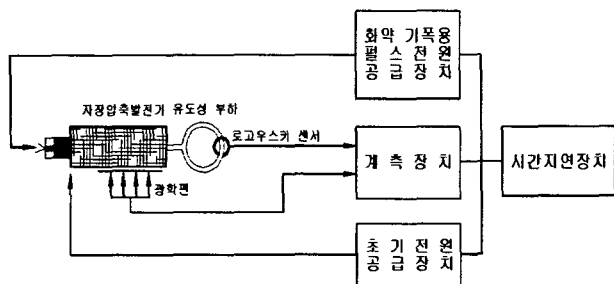 화약 기폭용
펄스전원
공급장치
자장압축발전기 유도성 부하
로고우스키 센서
계측장치
시간지연장치
광학핀
초기전원
공급장치